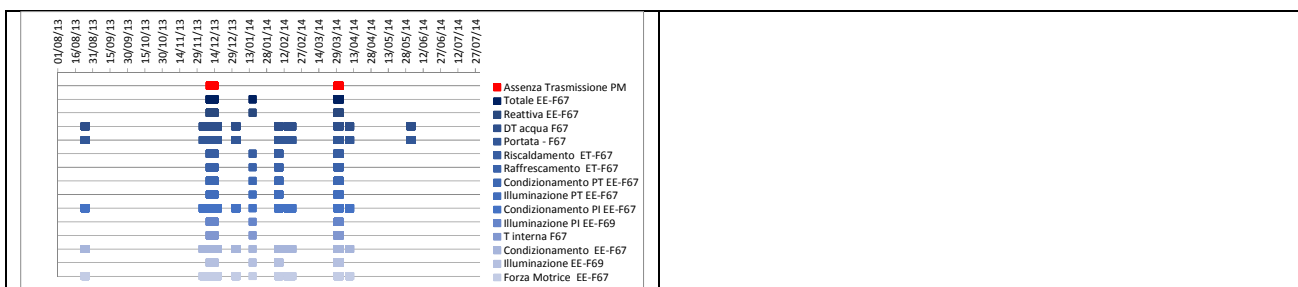 01/08/13
16/08/13
31/08/13
15/09/13
30/09/13
15/10/13
30/10/13
14/11/13
29/11/13
14/12/13
29/12/13
13/01/14
28/01/14
12/02/14
27/02/14
14/03/14
29/03/14
13/04/14
28/04/14
13/05/14
28/05/14
12/06/14
27/06/14
12/07/14
27/07/14
Assenza Trasmissione PM
Totale EE-F67
Reattiva EE-F67
DT acqua F67
Portata - F67
Riscaldamento ET-F67
Raffrescamento ET-F67
Condizionamento PT EE-F67
Illuminazione PT EE-F67
Condizionamento PI EE-F67
Illuminazione PI EE-F69
T interna F67
Condizionamento EE-F67
Illuminazione EE-F69
Forza Motrice EE-F67